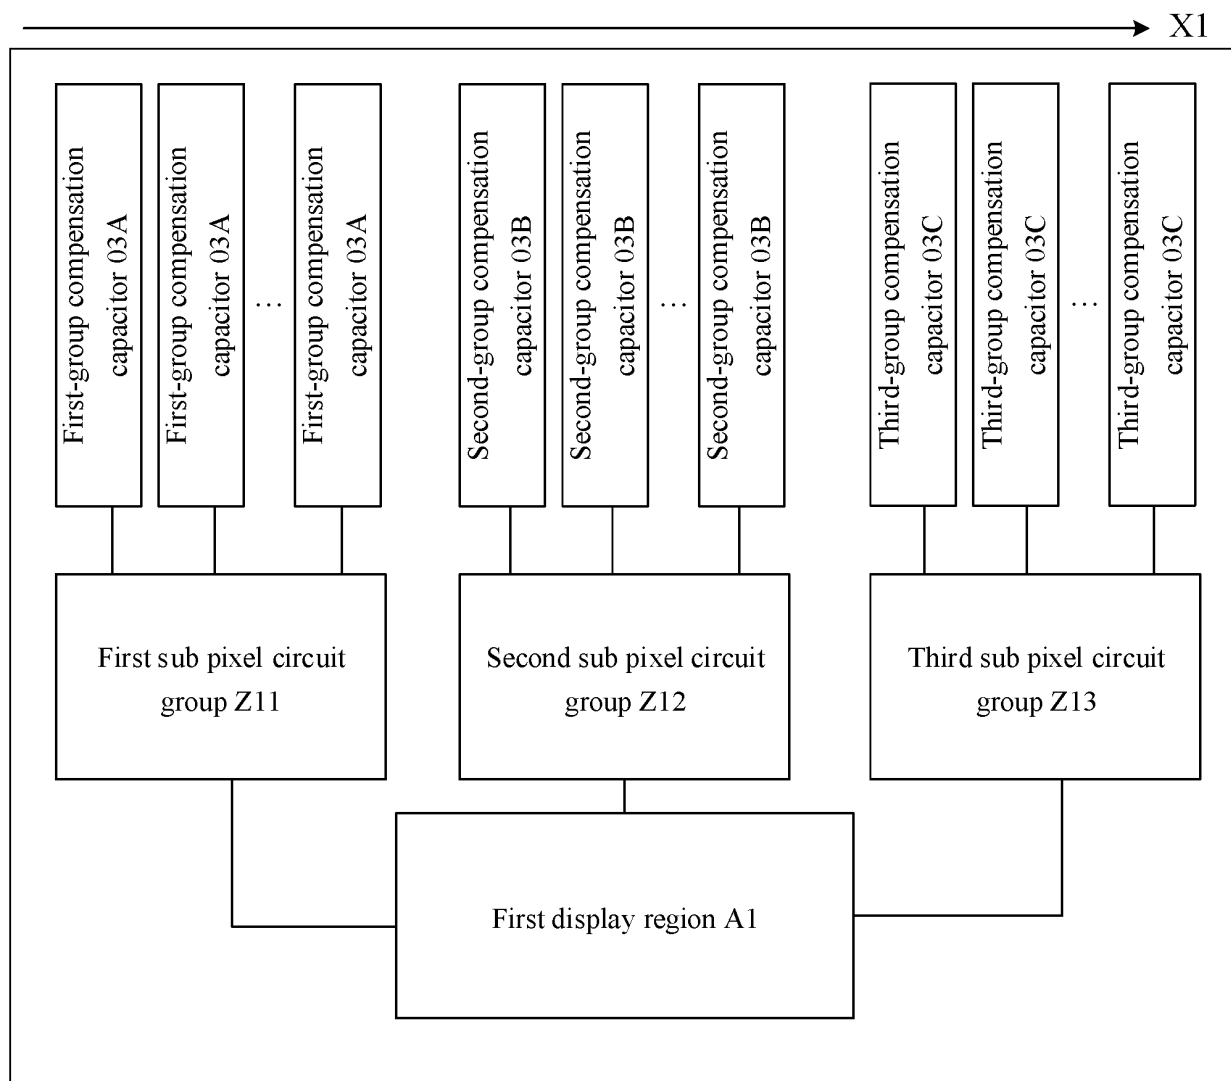 X1
First-group compensation
capacitor 03A
First-group compensation
capacitor 03A
…
First-group compensation
capacitor 03A
Second-group compensation
capacitor 03B
Second-group compensation
capacitor 03B
…
Second-group compensation
capacitor 03B
Third-group compensation
capacitor 03C
Third-group compensation
capacitor 03C
…
Third-group compensation
capacitor 03C
First sub pixel circuit
group Z11
Second sub pixel circuit
group Z12
Third sub pixel circuit
group Z13
First display region A1